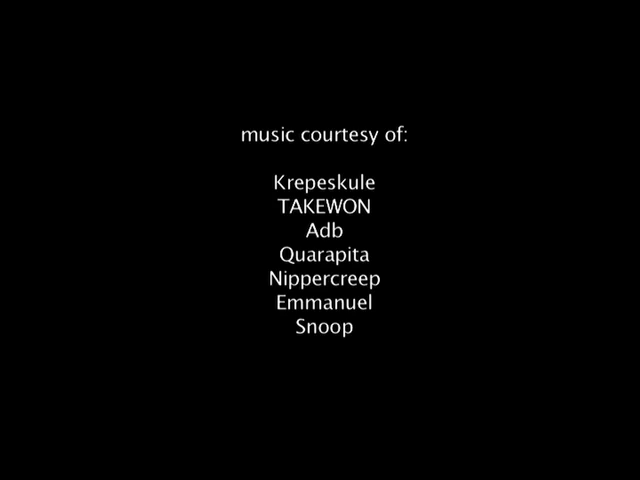 music courtesy of:
Krepeskule
TAKEWON
Adb
Quarapita
Nippercreep
Emmanuel
Snoop